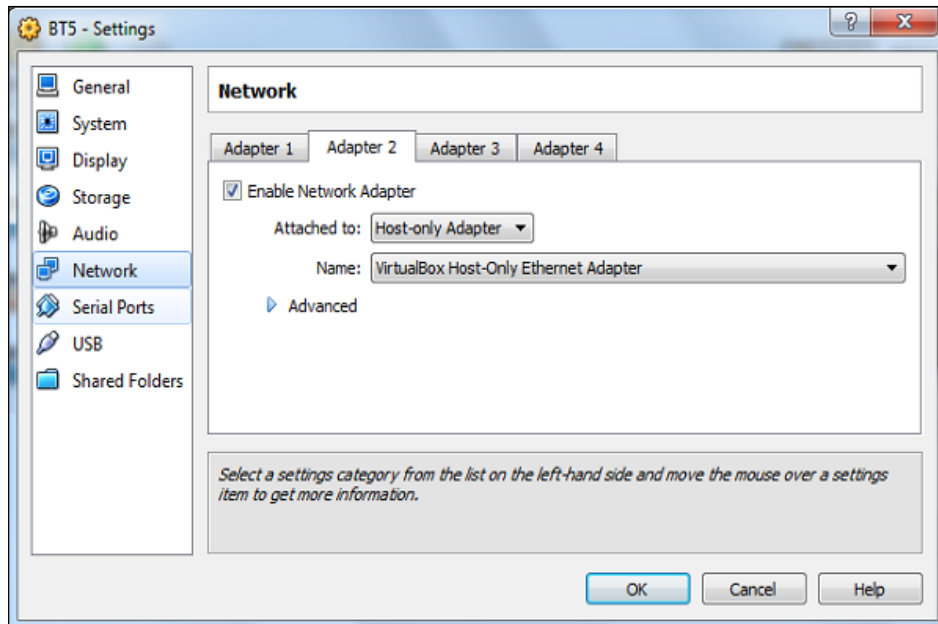 BT5 - Settings
General
System
Display
Storage
Audio
Network
Serial Ports
USB
Shared Folders
Network
Adapter 1 Adapter 2 Adapter 3 Adapter 4
Enable Network Adapter
Attached to: Host-only Adapter
Name: VirtualBox Host-Only Ethernet Adapter
Advanced
Select a settings category from the list on the left-hand side and move the mouse over a settings
item to get more information.
OK Cancel Help